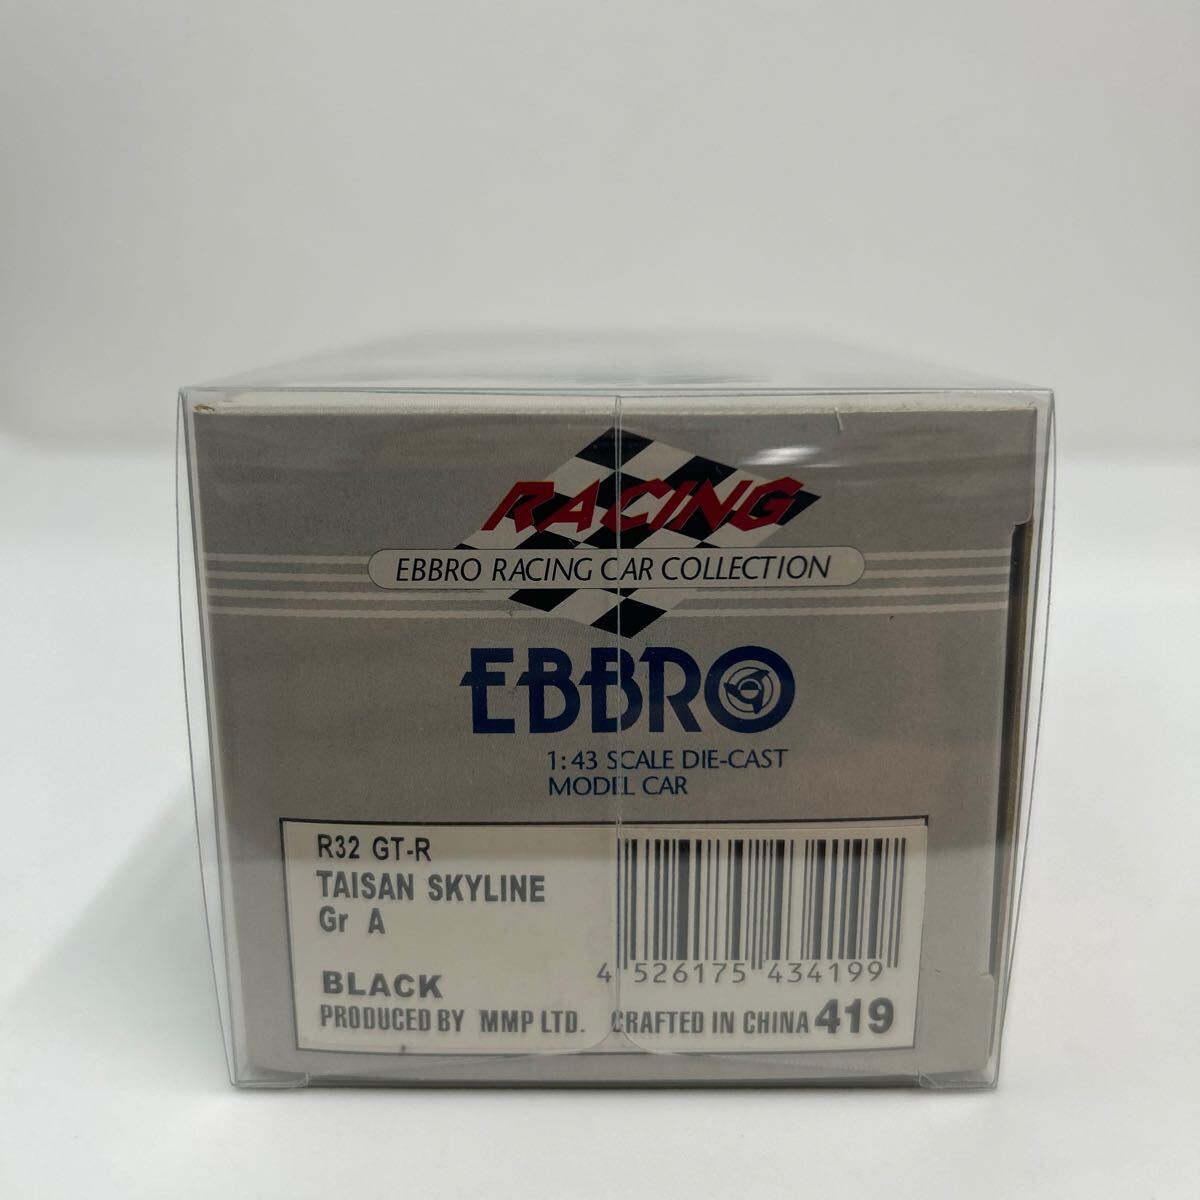 RACING
EBBRO RACING CAR COLLECTION
EBBRO
1:43 SCALE DIE-CAST
MODEL CAR
R32 GT-R
TAISAN SKYLINE
Gr A
BLACK
4 526175 434199
PRODUCED BY MMP LTD. CRAFTED IN CHINA 419